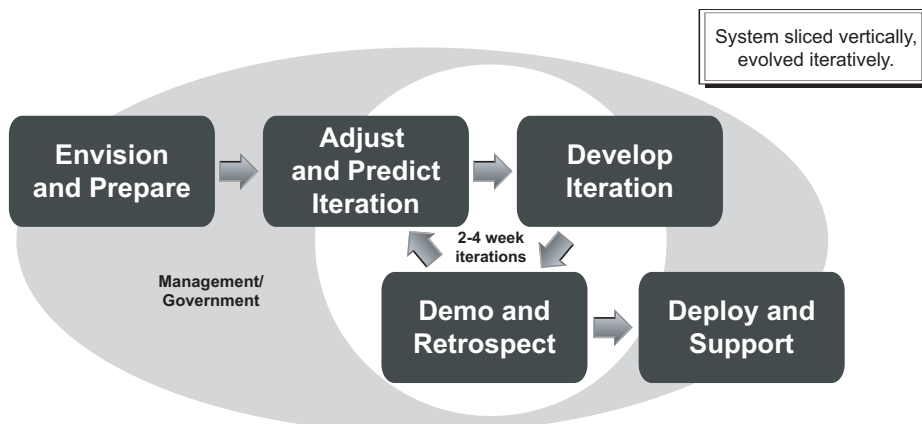 System sliced vertically,
evolved iteratively.
Envision
and Prepare
Adjust
and Predict
Iteration
Develop
Iteration
2-4 week
iterations
Management/
Government
Demo and
Retrospect
Deploy and
Support